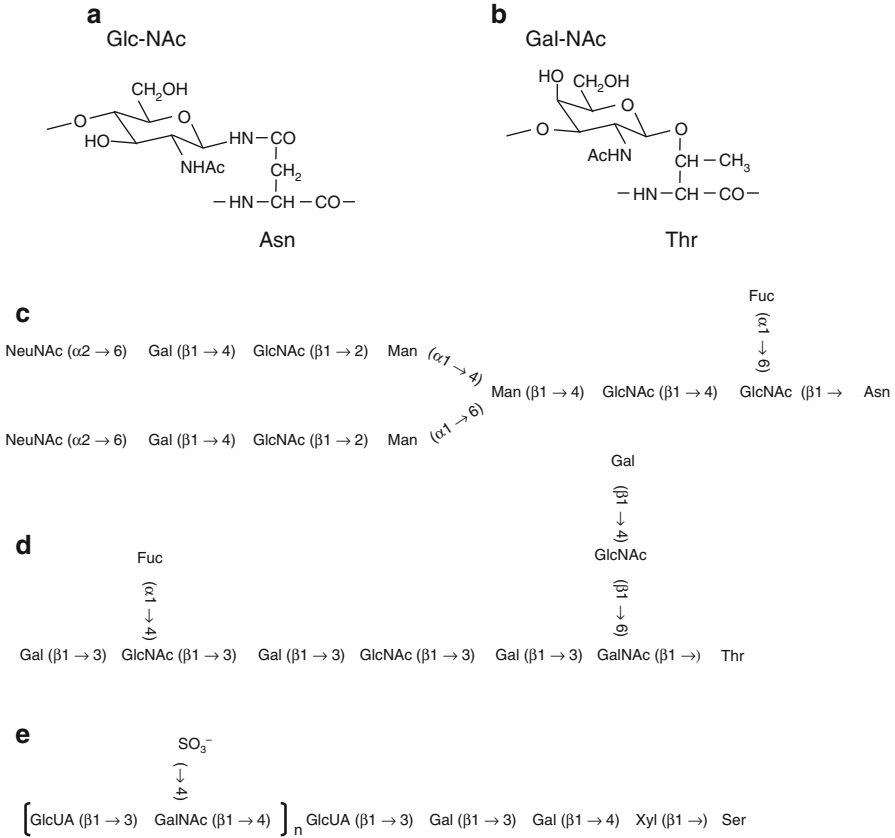 a
Glc-NAc
CH2OH
O
O
HO
NHAc
HN
CO
CH2
HN
CH
CO
Asn
b
Gal-NAc
HO
CH2OH
O
O
O
AcHN
CH
CH3
HN
CH
CO
Thr
c
Fuc
(α1 → 6)
NeuNAc (α2 → 6) Gal (β1 → 4) GlcNAc (β1 → 2) Man (α1 → 4)
Man (β1 → 4) GlcNAc (β1 → 4) GlcNAc (β1 → Asn
NeuNAc (α2 → 6) Gal (β1 → 4) GlcNAc (β1 → 2) Man (α1 → 6)
d
Gal
(β1 → 4)
GlcNAc
(β1 → 6)
Fuc
(α1 → 4)
Gal (β1 → 3) GlcNAc (β1 → 3) Gal (β1 → 3) GlcNAc (β1 → 3) Gal (β1 → 3) GalNAc (β1 →) Thr
e
SO3−
(→ 4)
[GlcUA (β1 → 3) GalNAc (β1 → 4) ]n GlcUA (β1 → 3) Gal (β1 → 3) Gal (β1 → 4) Xyl (β1 →) Ser